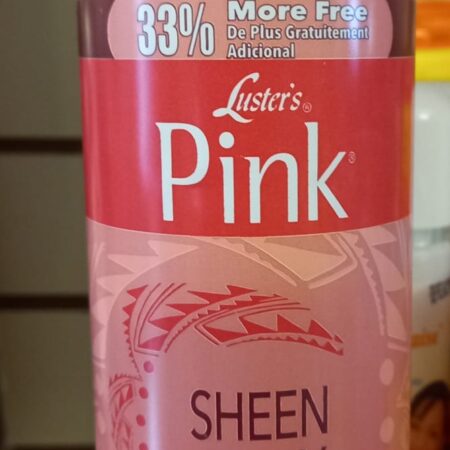 33% More Free
De Plus Gratuitement
Adicional
Luster's®
Pink®
SHEEN